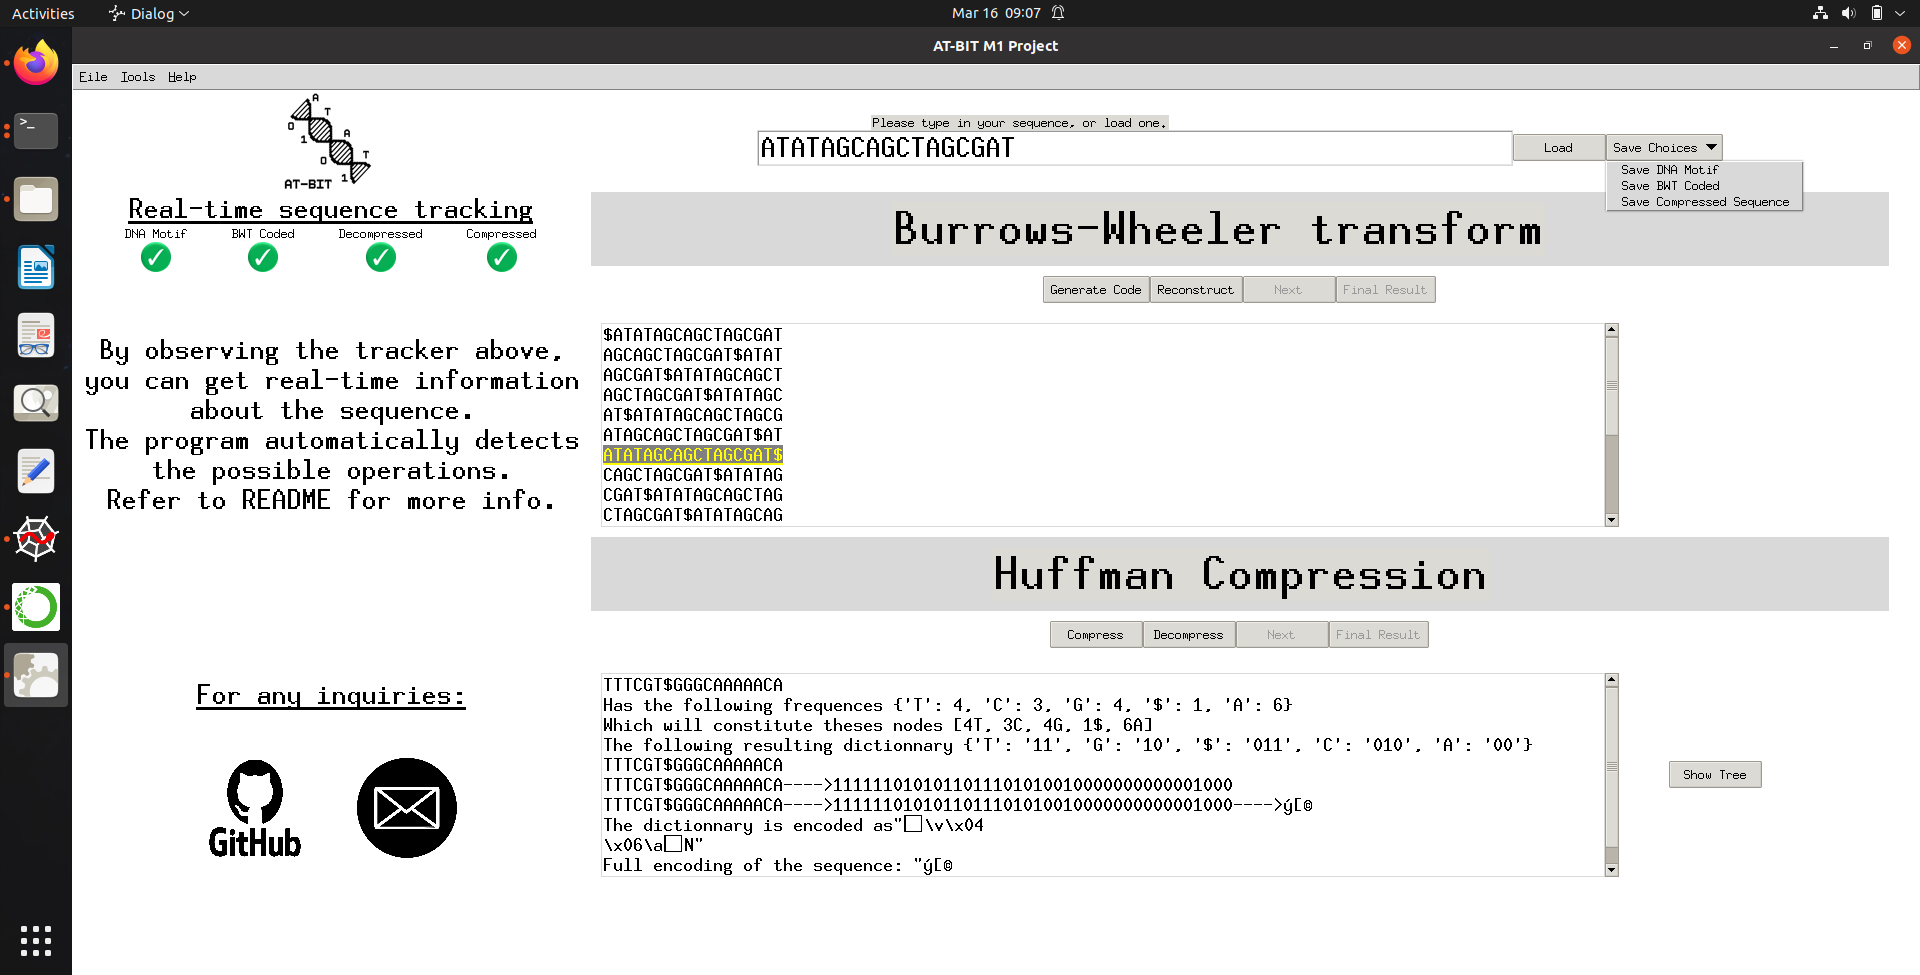 Activities
Dialog
Mar 16 09:07
AT-BIT M1 Project
Eile Tools Help
A
T
0
1
A
0
T
1
AT-BIT
Please type in your sequence, or load one.
ATATAGCAGCTAGCGAT
Load
Save Choices
Save DNA Motif
Save BWT Coded
Save Compressed Sequence
Real-time sequence tracking
DNA Motif BWT Coded Decompressed Compressed
By observing the tracker above,
you can get real-time information
about the sequence.
The program automatically detects
the possible operations.
Refer to README for more info.
For any inquiries:
GitHub
Burrows-Wheeler transform
Generate Code Reconstruct Next Final Result
$ATATAGCAGCTAGCGAT
AGCAGCTAGCGAT$ATAT
AGCGAT$ATATAGCAGCT
AGCTAGCGAT$ATATAGC
AT$ATATAGCAGCTAGCG
ATAGCAGCTAGCGAT$AT
ATATAGCAGCTAGCGAT$
CAGCTAGCGAT$ATATAG
CGAT$ATATAGCAGCTAG
CTAGCGAT$ATATAGCAG
Huffman Compression
Compress Decompress Next Final Result
TTTCGT$GGGCAAAAACA
Has the following frequences {'T': 4, 'C': 3, 'G': 4, '$': 1, 'A': 6}
Which will constitute theses nodes [4T, 3C, 4G, 1$, 6A]
The following resulting dictionnary {'T': '11', 'G': '10', '$': '011', 'C': '010', 'A': '00'}
TTTCGT$GGGCAAAAACA
TTTCGT$GGGCAAAAACA---->1111110101011011101010010000000000001000
TTTCGT$GGGCAAAAACA---->1111110101011011101010010000000000001000---->ý[@
The dictionnary is encoded as"□\v\x04
\x06\a□N"
Full encoding of the sequence: "ý[@
Show Tree